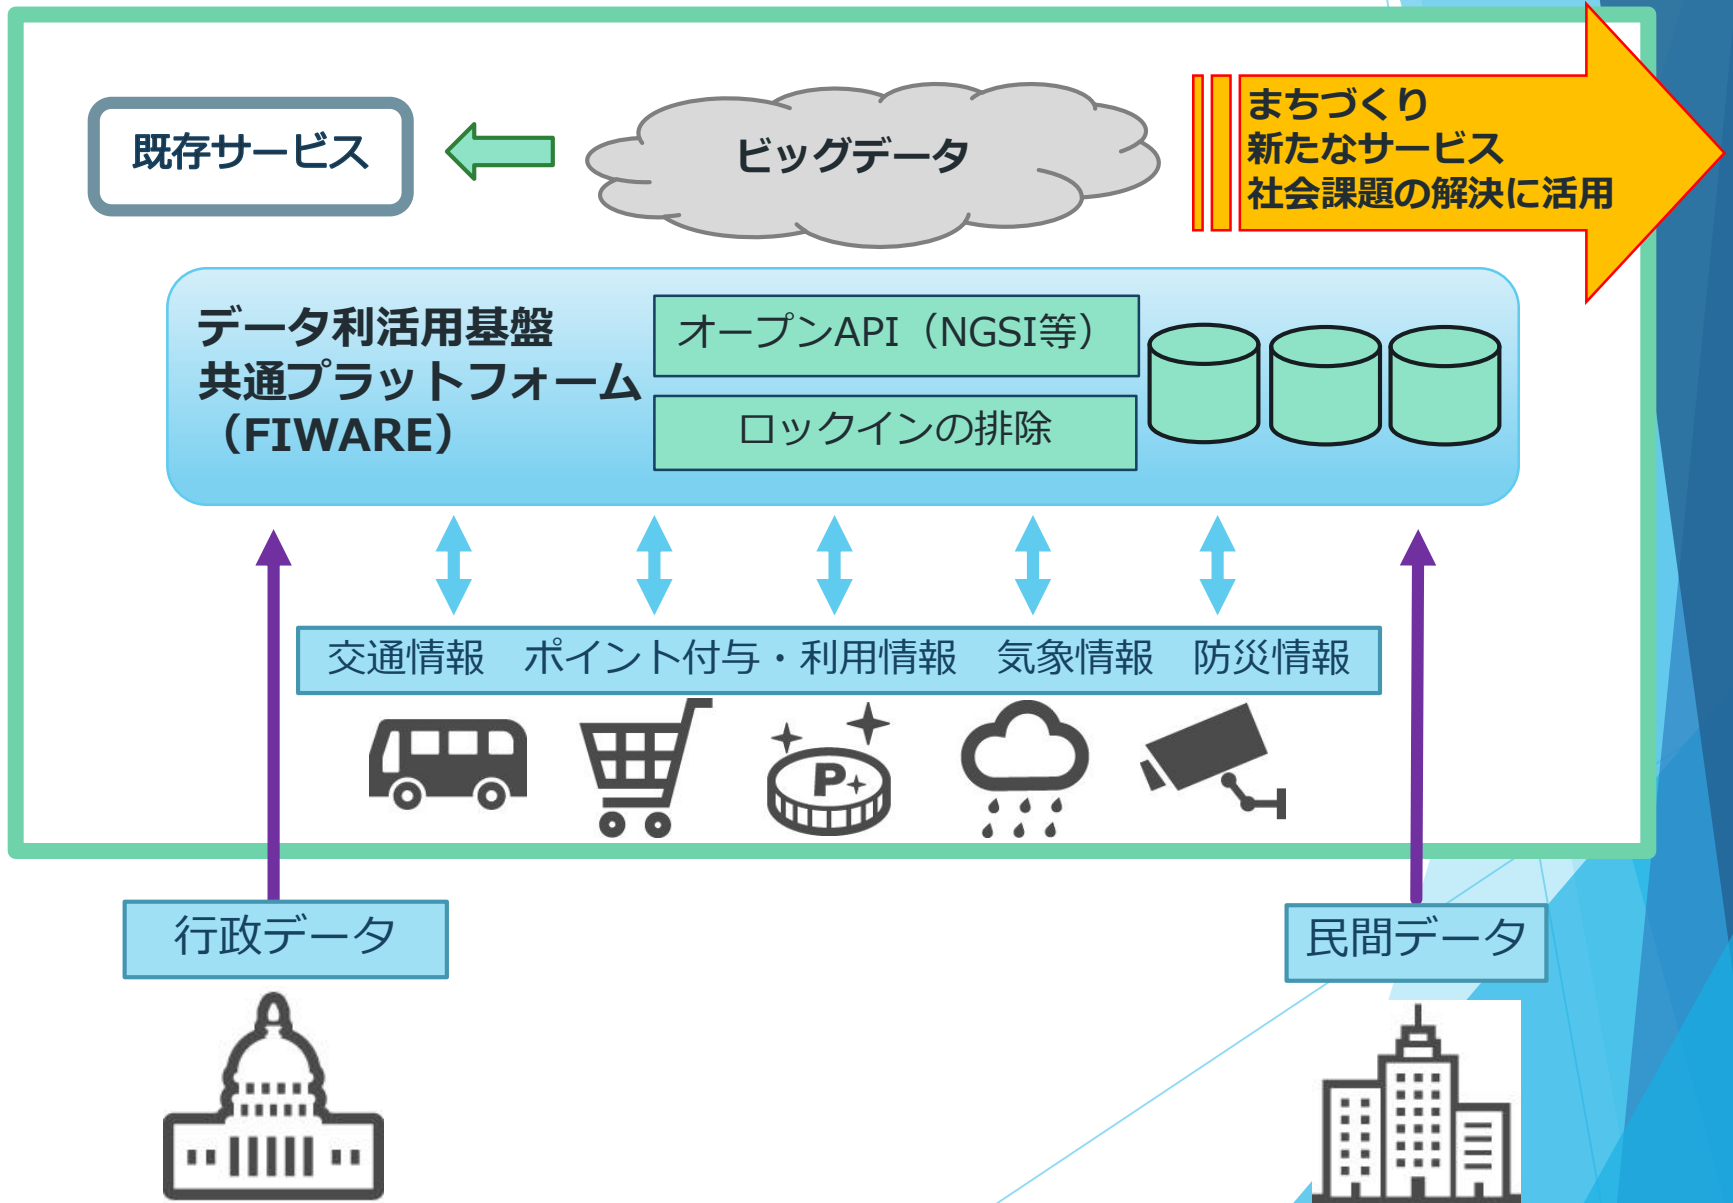 既存サービス
ビッグデータ
まちづくり
新たなサービス
社会課題の解決に活用
データ利活用基盤
共通プラットフォーム
（FIWARE）
オープンAPI（NGSI等）
ロックインの排除
交通情報　ポイント付与・利用情報　気象情報　防災情報
P
行政データ
民間データ